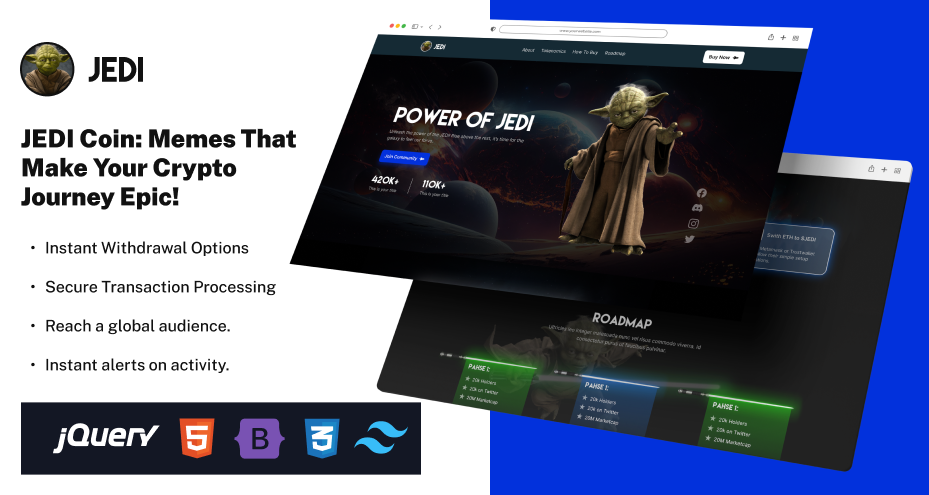 JEDI
JEDI Coin: Memes That
Make Your Crypto
Journey Epic!
• Instant Withdrawal Options
• Secure Transaction Processing
• Reach a global audience.
• Instant alerts on activity.
jQuery
5
B
3
JEDI
About Tokenomics How To Buy Roadmap
Buy Now
POWER OF JEDI
Unleash the power of the JEDI Rise above the rest, it's time for the
galaxy to feel our force.
Join Community
420K+
This is your title
110K+
This is your title
Swith ETH to $JEDI
ROADMAP
PAHSE 1:
20k Holders
20k on Twitter
20M Marketcap
PAHSE 1:
20k Holders
20k on Twitter
20M Marketcap
PAHSE 1:
20k Holders
20k on Twitter
20M Marketcap